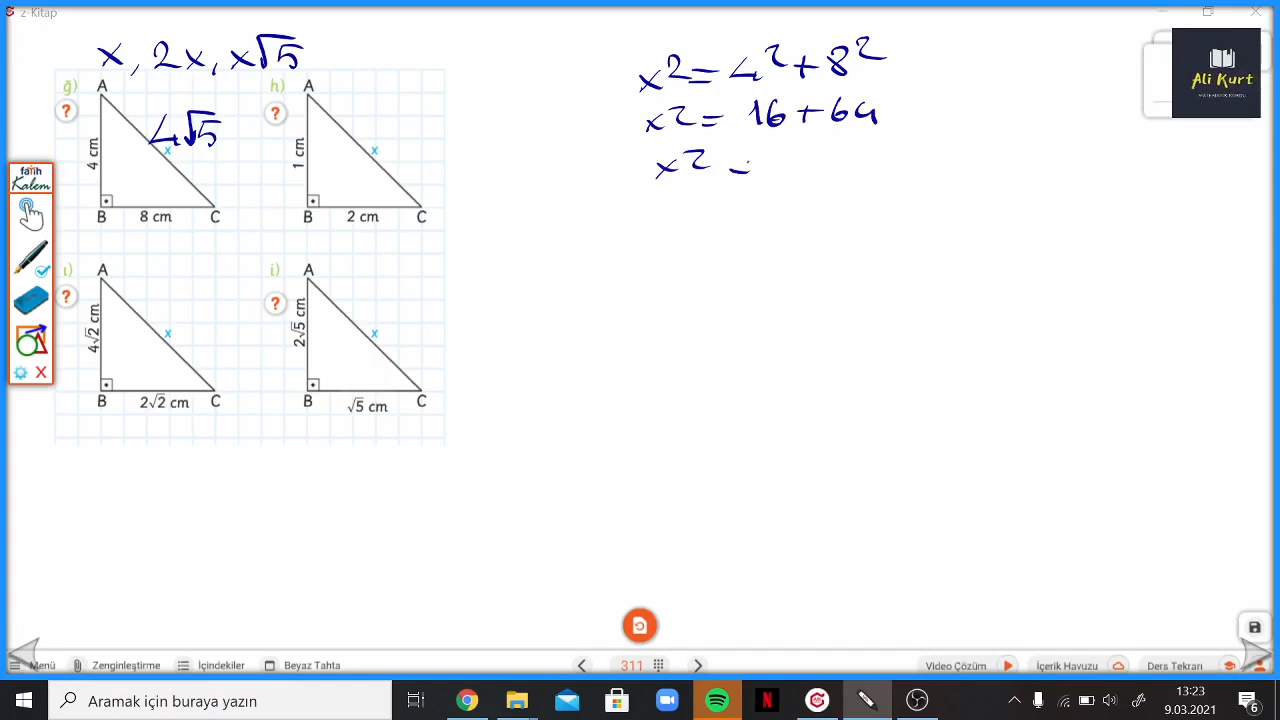 z-Kitap
x, 2x, x√5
x² = 4² + 8²
x² = 16 + 64
x² =
Ali Kurt
ğ)
?
A
4 cm
4√5
x
B
8 cm
C
h)
?
A
1 cm
x
B
2 cm
C
fatih
Kalem
ı)
?
A
4√2 cm
x
B
2√2 cm
C
i)
?
A
2√5 cm
x
B
√5 cm
C
Menü
Zenginleştirme
İçindekiler
Beyaz Tahta
311
Video Çözüm
İçerik Havuzu
Ders Tekrarı
Aramak için buraya yazın
13:23
9.03.2021
6